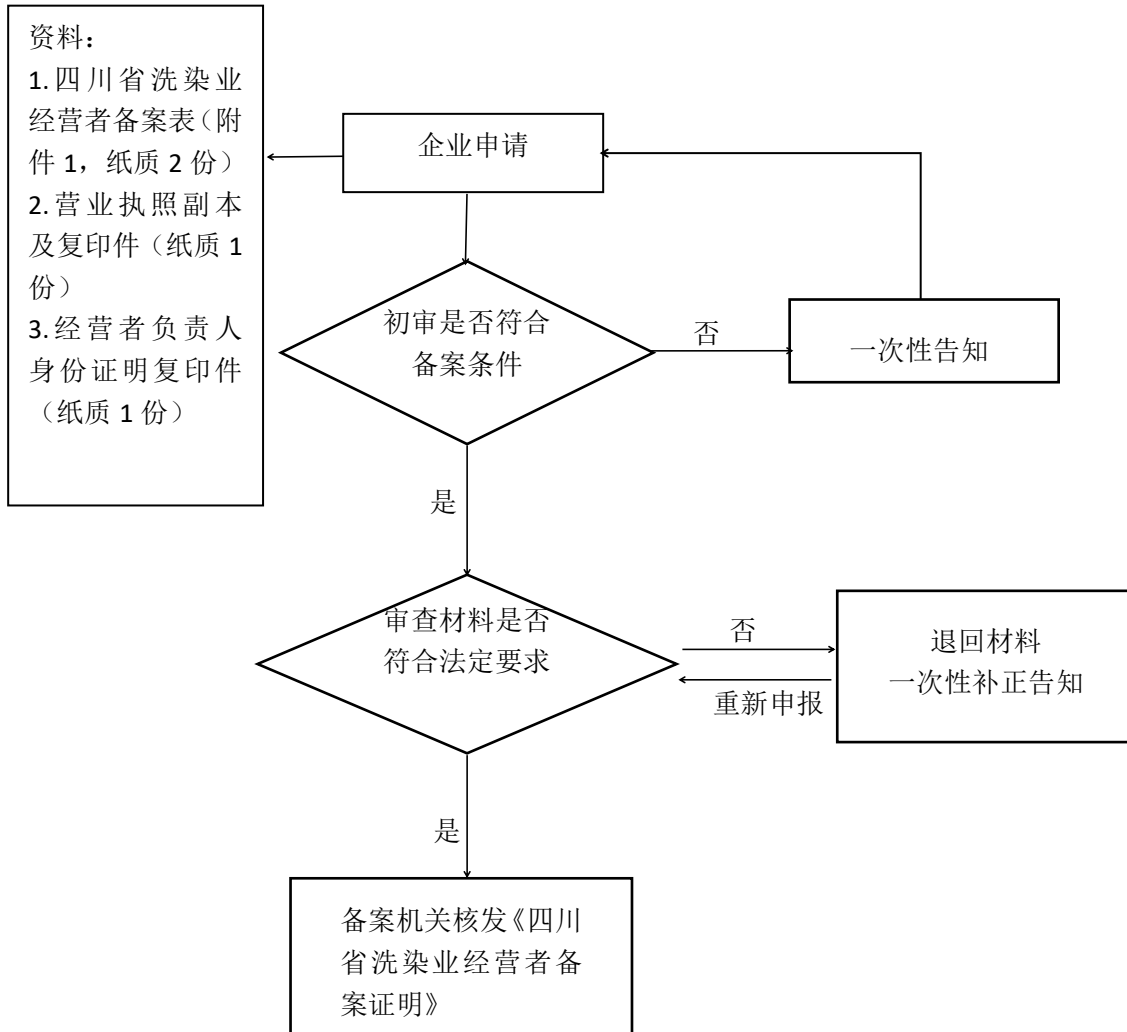 资料：
1.四川省洗染业
经营者备案表（附
件 1，纸质 2 份）
2.营业执照副本
及复印件（纸质 1
份）
3.经营者负责人
身份证明复印件
（纸质 1 份）
企业申请
初审是否符合
备案条件
否
一次性告知
是
审查材料是否
符合法定要求
否
重新申报
退回材料
一次性补正告知
是
备案机关核发《四川
省洗染业经营者备
案证明》